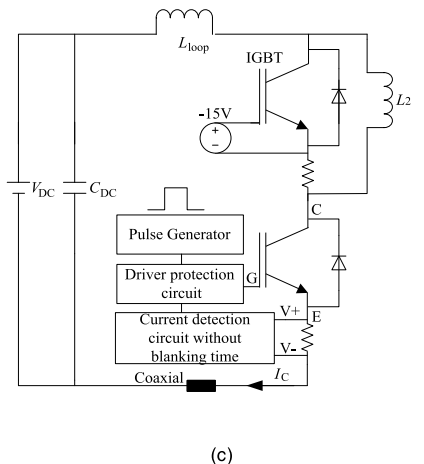 L_loop
IGBT
-15V
+
−
L2
V_DC
C_DC
C
Pulse Generator
Driver protection
circuit
G
Current detection
circuit without
blanking time
V+
E
V-
Coaxial
I_C
(c)